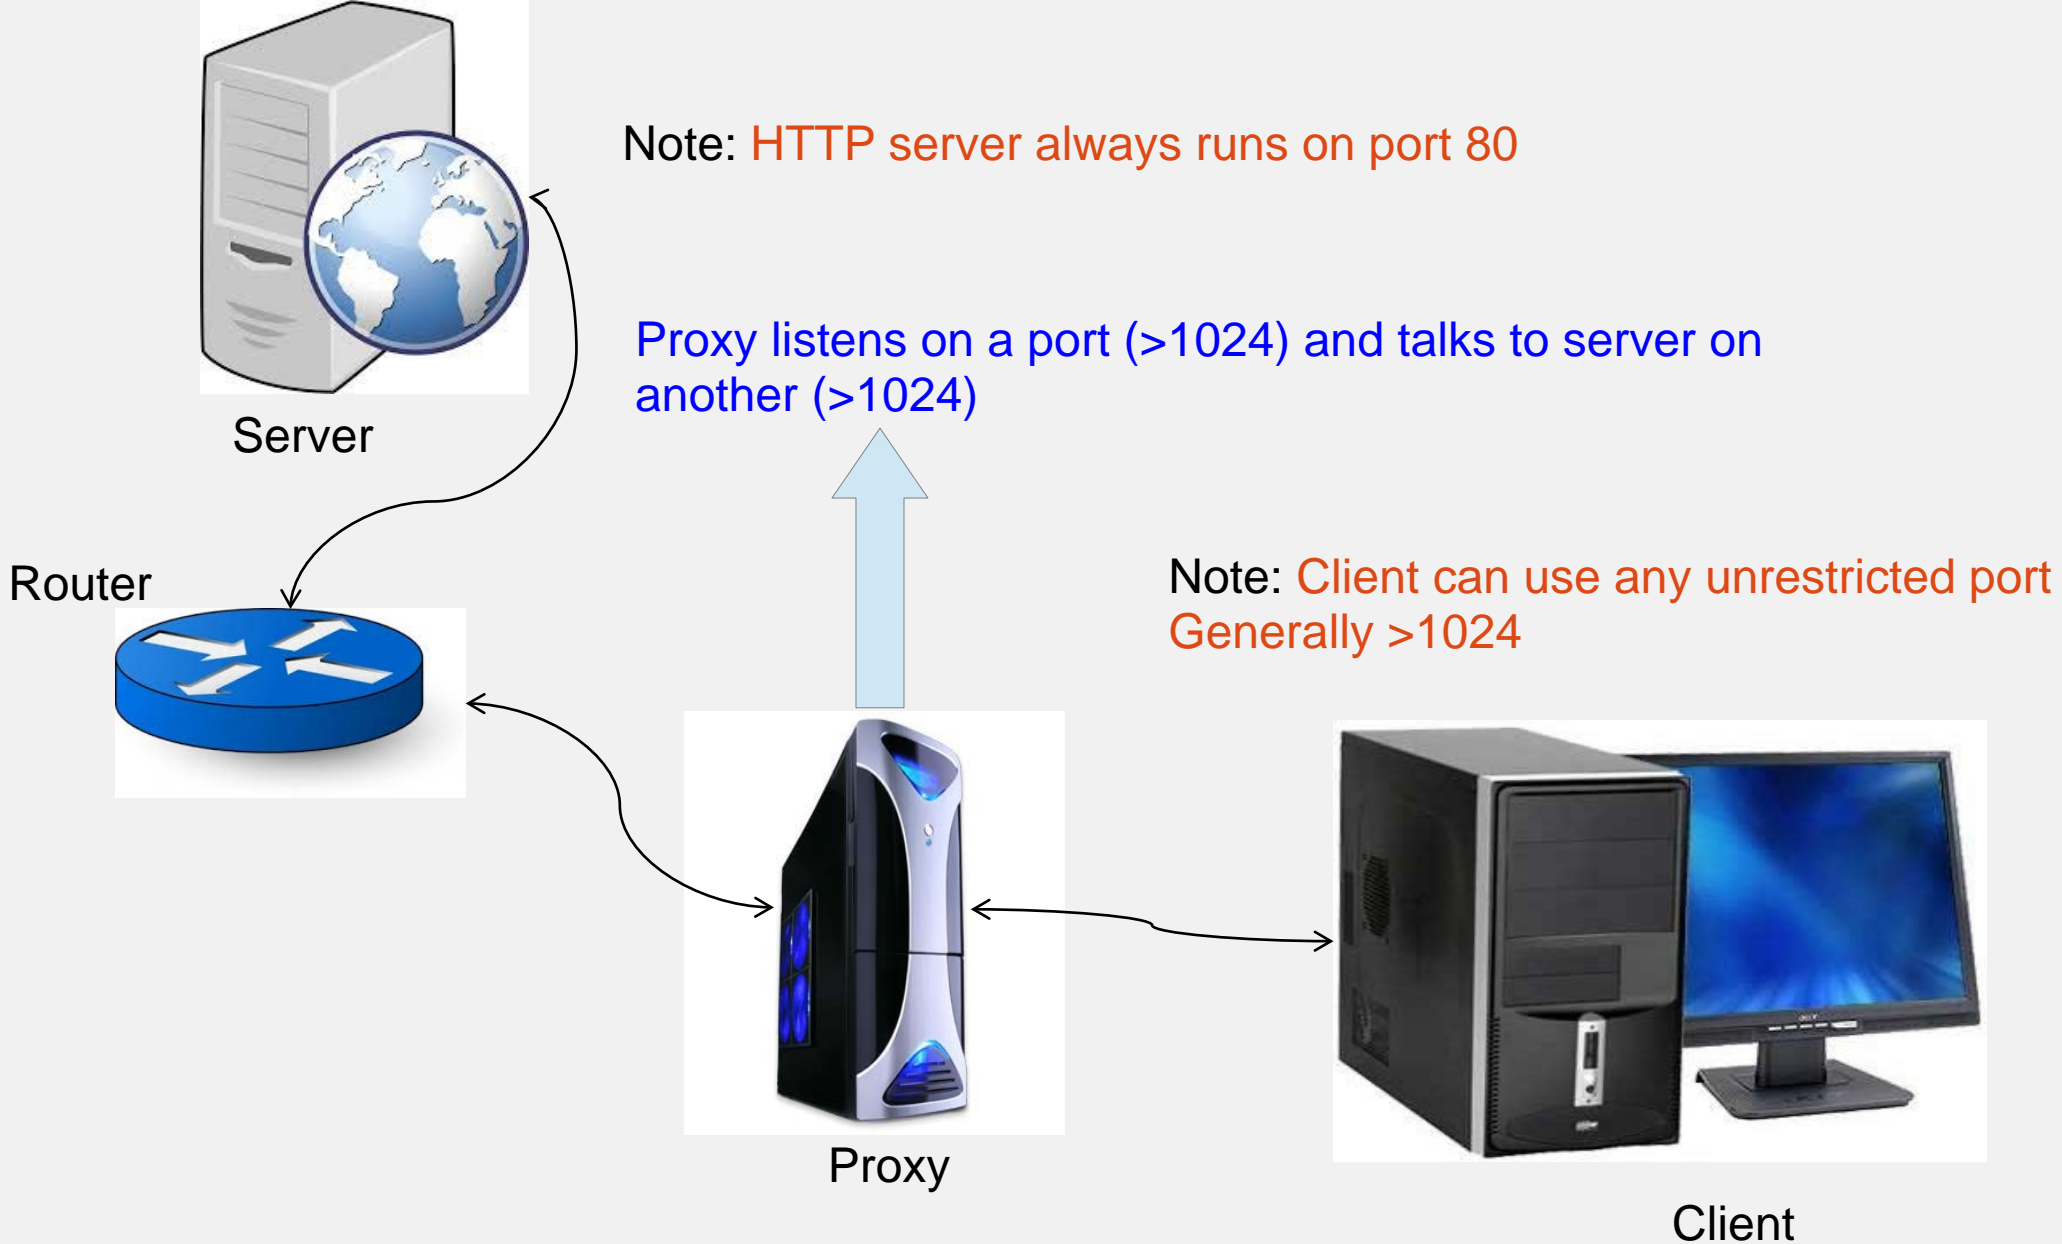 Note: HTTP server always runs on port 80
Proxy listens on a port (>1024) and talks to server on
another (>1024)
Server
Router
Note: Client can use any unrestricted port
Generally >1024
Proxy
Client